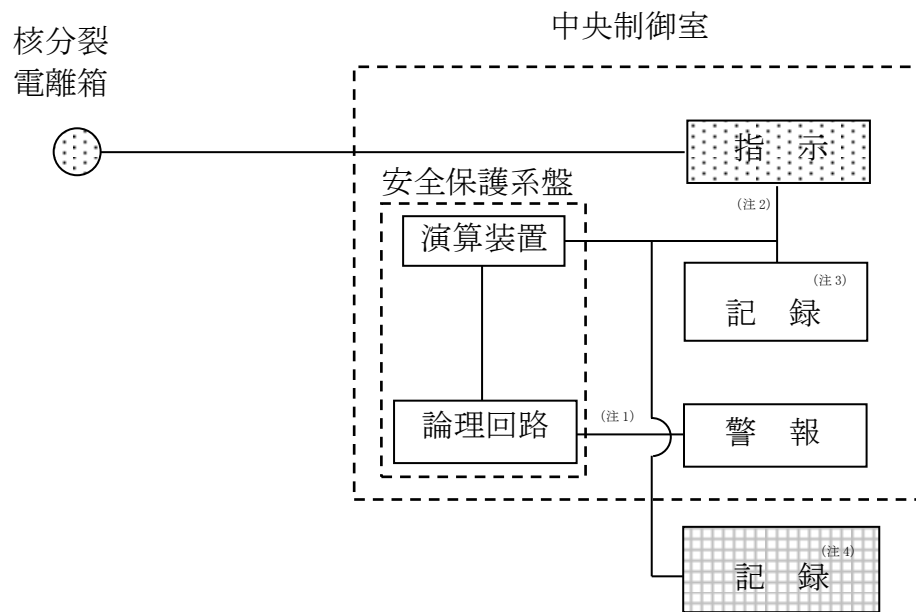 中央制御室
核分裂
電離箱
指 示
安全保護系盤
(注2)
演算装置
(注3)
記 録
論理回路
(注1)
警 報
(注4)
記 録